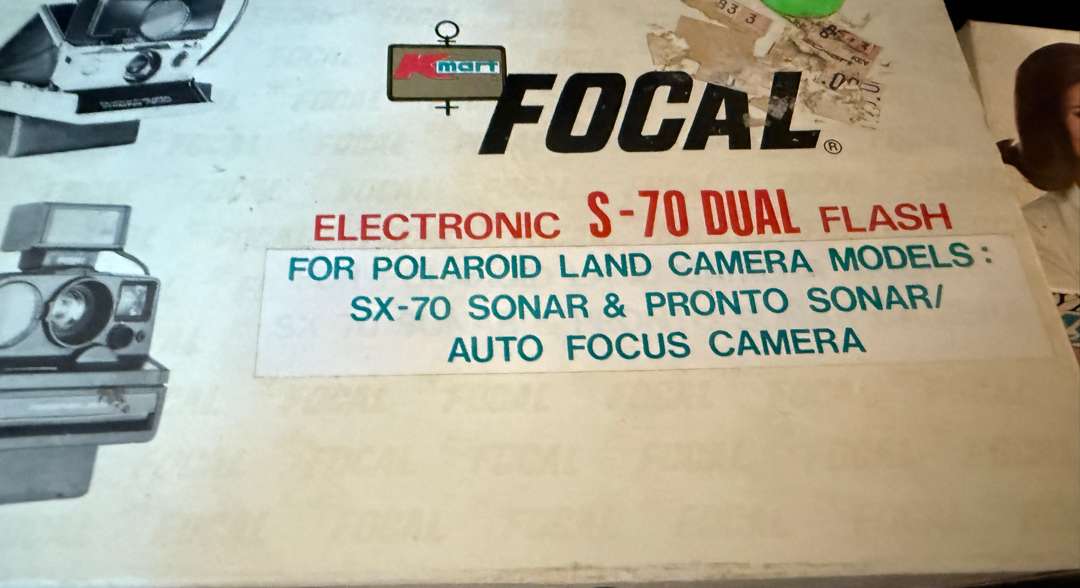 Kmart
FOCAL®
ELECTRONIC S-70 DUAL FLASH
FOR POLAROID LAND CAMERA MODELS:
SX-70 SONAR & PRONTO SONAR/
AUTO FOCUS CAMERA